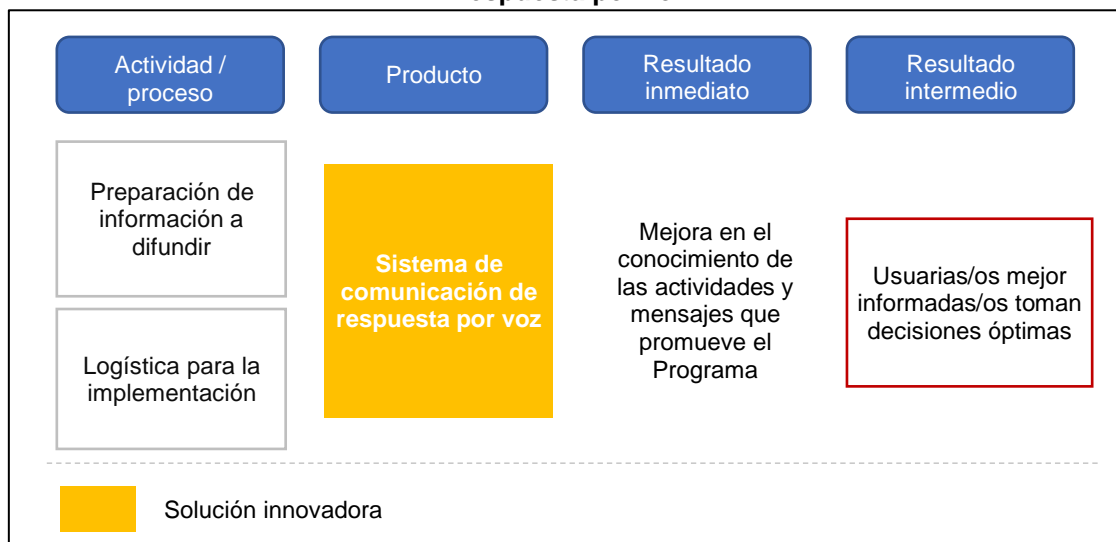 Actividad /
proceso
Producto
Resultado
inmediato
Resultado
intermedio
Preparación de
información a
difundir
Logística para la
implementación
Sistema de
comunicación de
respuesta por voz
Mejora en el
conocimiento de
las actividades y
mensajes que
promueve el
Programa
Usuarias/os mejor
informadas/os toman
decisiones óptimas
Solución innovadora